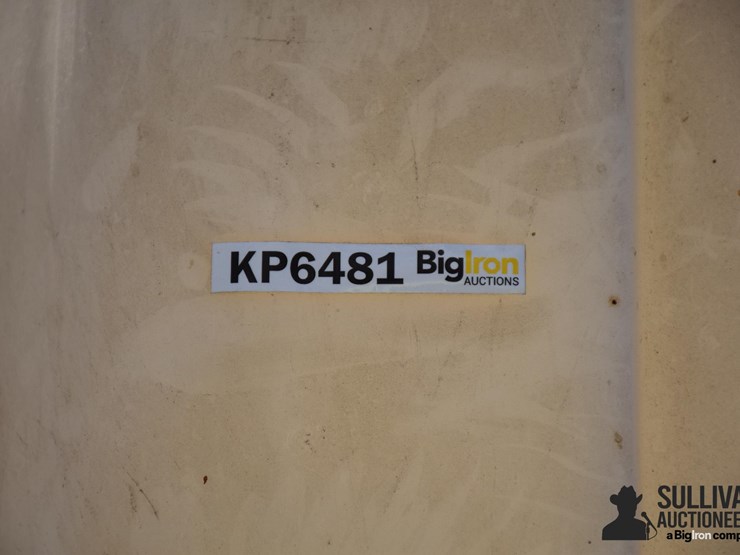 KP6481 BigIron
AUCTIONS
SULLIVA
AUCTIONEE
a BigIron comp